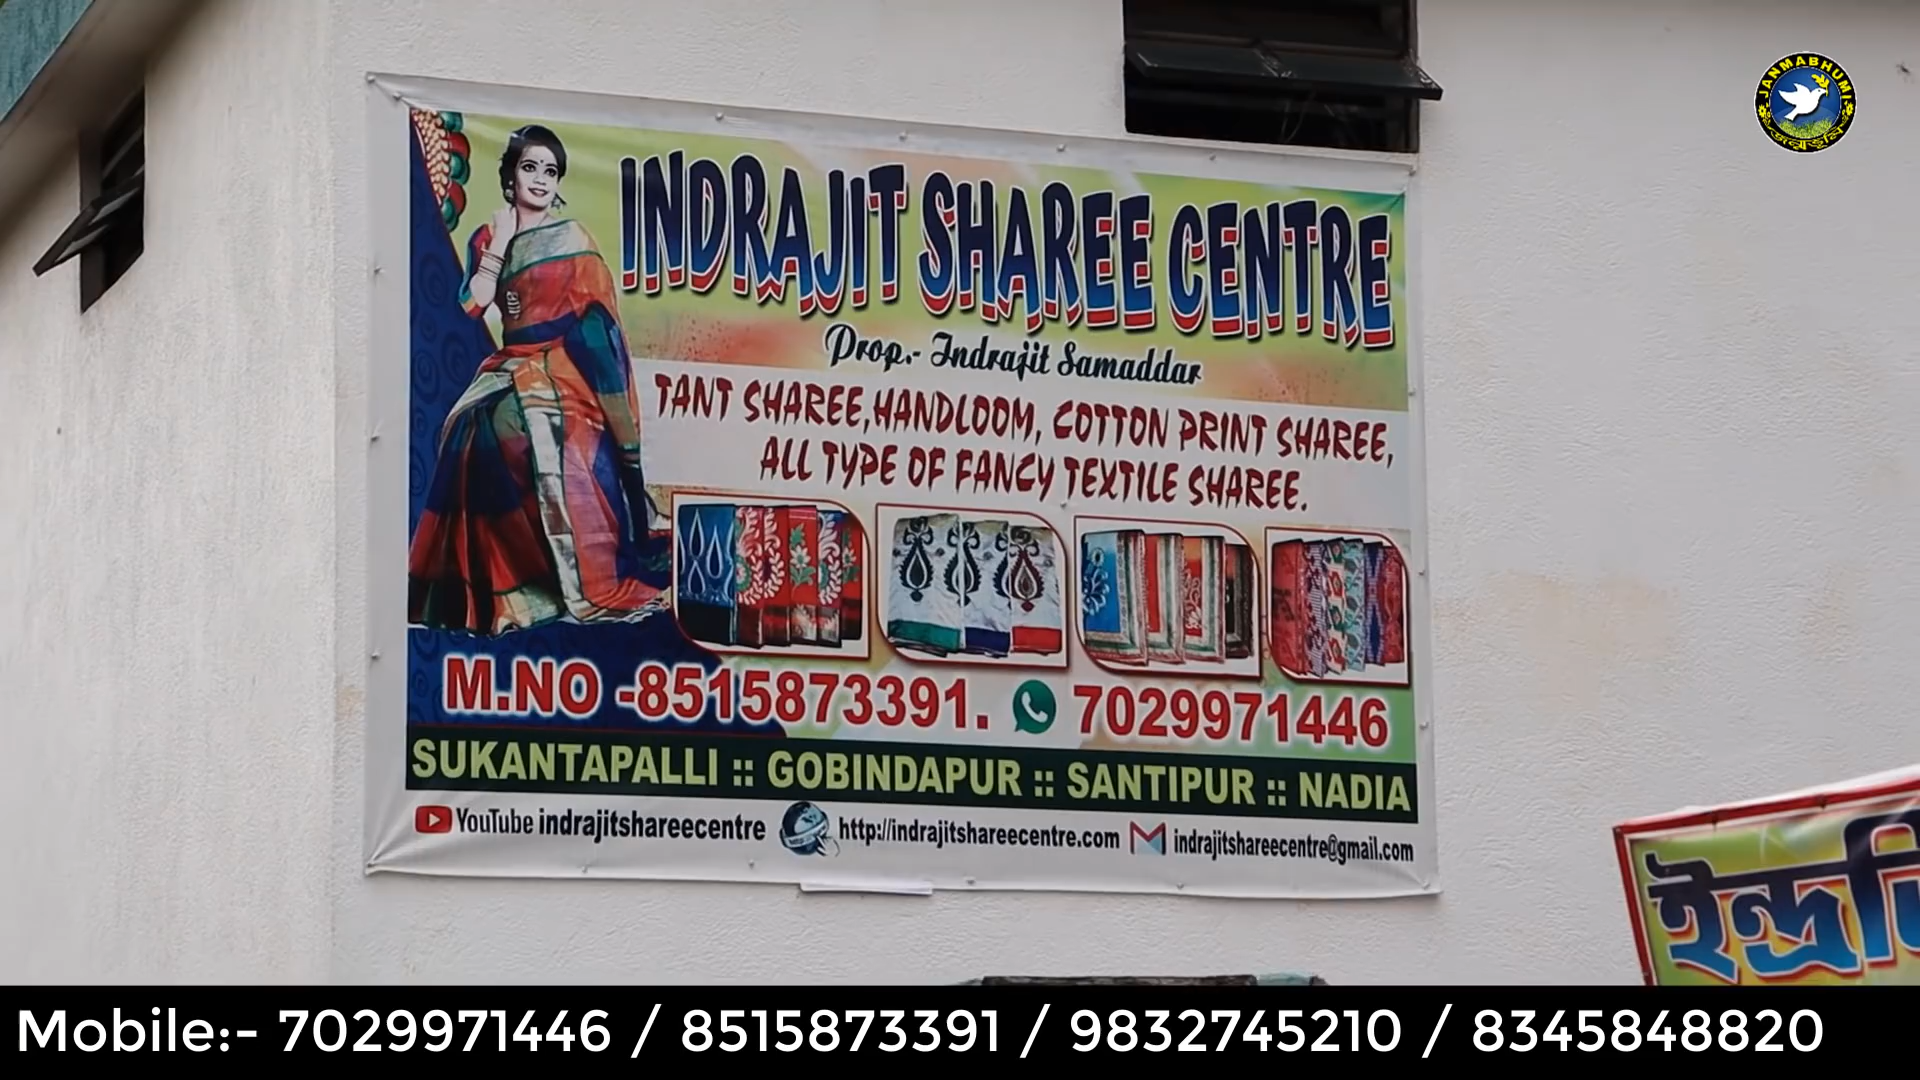 JANMABHUMI
জন্মভূমি
INDRAJIT SHAREE CENTRE
Prop.- Indrajit Samaddar
TANT SHAREE,HANDLOOM, COTTON PRINT SHAREE,
ALL TYPE OF FANCY TEXTILE SHAREE.
M.NO -8515873391. 7029971446
SUKANTAPALLI :: GOBINDAPUR :: SANTIPUR :: NADIA
YouTube indrajitshareecentre http://indrajitshareecentre.com indrajitshareecentre@gmail.com
Mobile:- 7029971446 / 8515873391 / 9832745210 / 8345848820